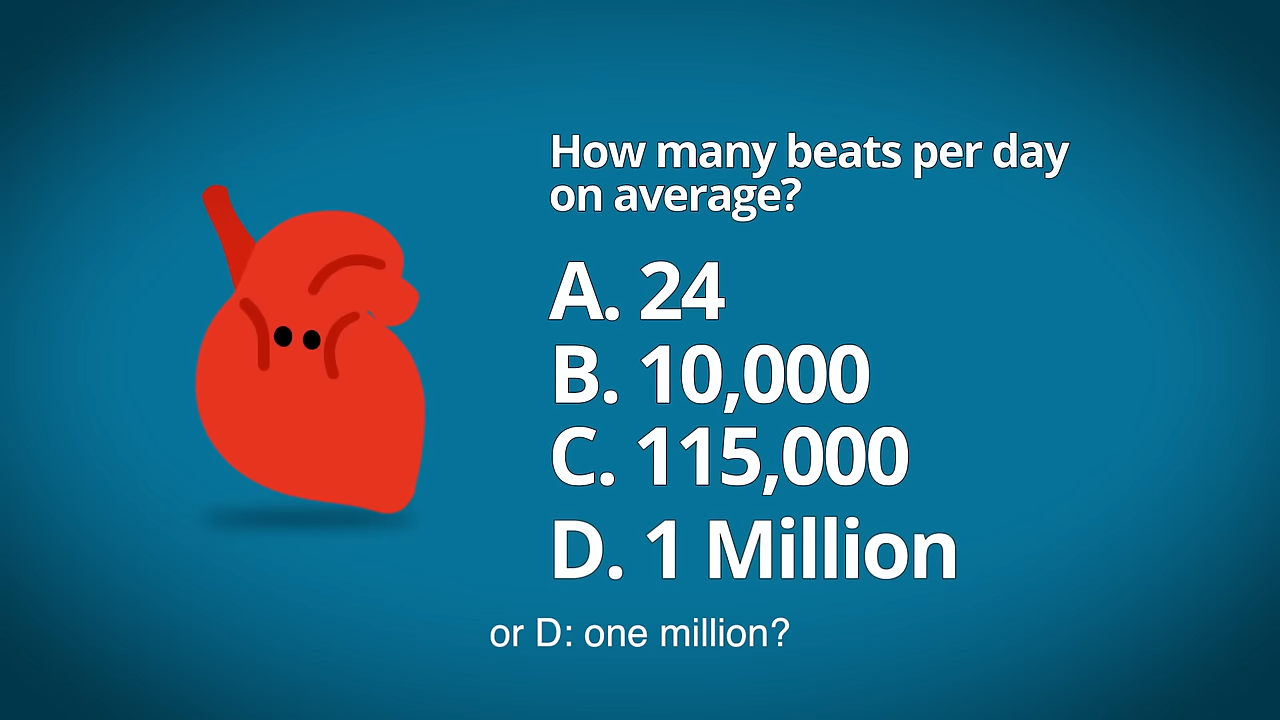 How many beats per day
on average?
A. 24
B. 10,000
C. 115,000
D. 1 Million
or D: one million?